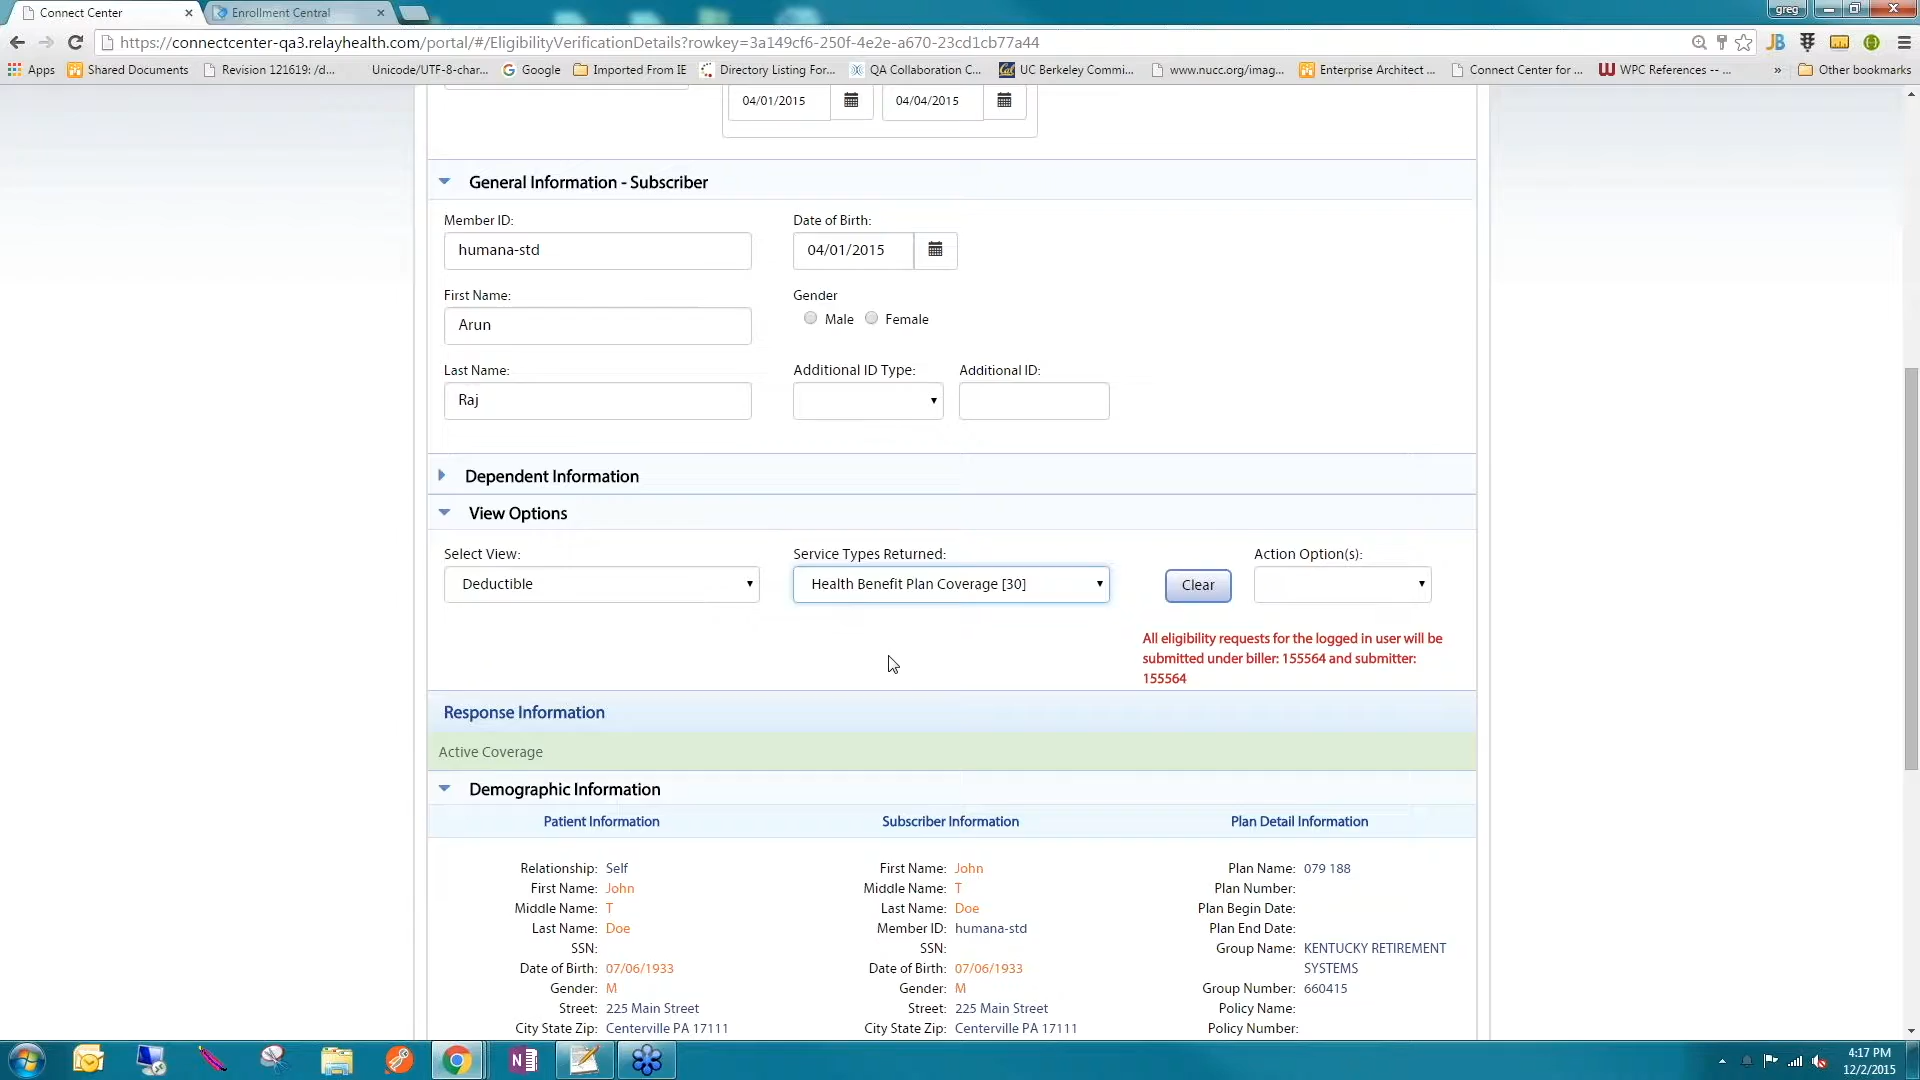 Connect Center
Enrollment Central
greg
https://connectcenter-qa3.relayhealth.com/portal/#/EligibilityVerificationDetails?rowkey=3a149cf6-250f-4e2e-a670-23cd1cb77a44
Apps Shared Documents Revision 121619: /d... Unicode/UTF-8-char... Google Imported From IE Directory Listing For... QA Collaboration C... UC Berkeley Commi... www.nucc.org/imag... Enterprise Architect ... Connect Center for ... WPC References -- ... » Other bookmarks
04/01/2015 04/04/2015
General Information - Subscriber
Member ID: Date of Birth:
humana-std 04/01/2015
First Name: Gender
Arun Male Female
Last Name: Additional ID Type: Additional ID:
Raj
Dependent Information
View Options
Select View: Service Types Returned: Action Option(s):
Deductible Health Benefit Plan Coverage [30] Clear
All eligibility requests for the logged in user will be
submitted under biller: 155564 and submitter:
155564
Response Information
Active Coverage
Demographic Information
Patient Information Subscriber Information Plan Detail Information
Relationship: Self First Name: John Plan Name: 079 188
First Name: John Middle Name: T Plan Number:
Middle Name: T Last Name: Doe Plan Begin Date:
Last Name: Doe Member ID: humana-std Plan End Date:
SSN: SSN: Group Name: KENTUCKY RETIREMENT
Date of Birth: 07/06/1933 Date of Birth: 07/06/1933 SYSTEMS
Gender: M Gender: M Group Number: 660415
Street: 225 Main Street Street: 225 Main Street Policy Name:
City State Zip: Centerville PA 17111 City State Zip: Centerville PA 17111 Policy Number:
4:17 PM
12/2/2015